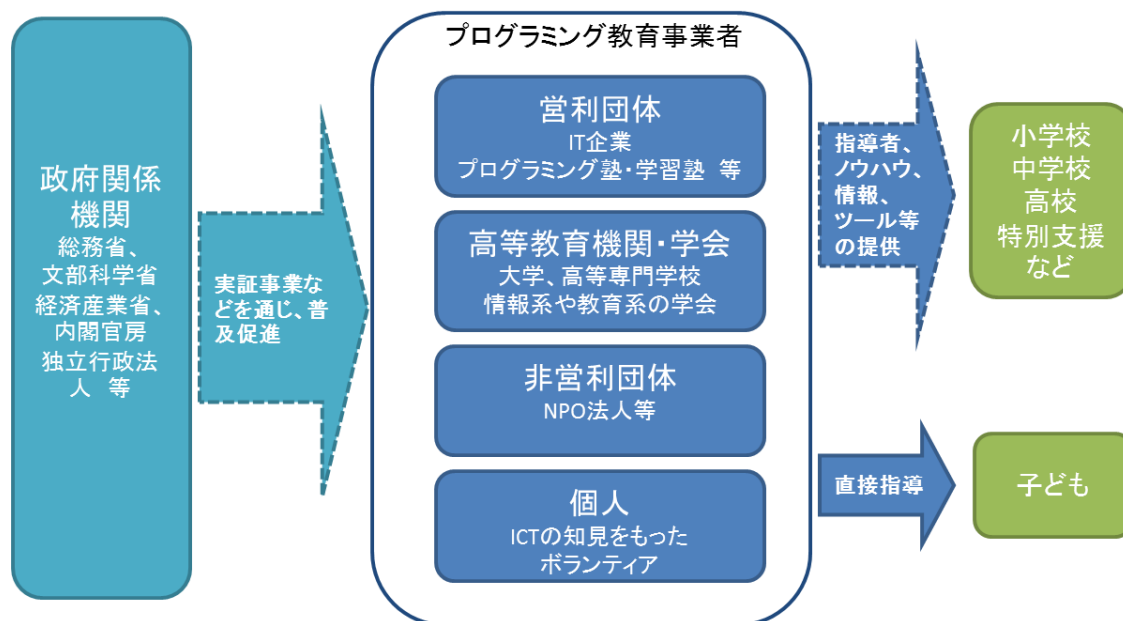 政府関係
機関
総務省、
文部科学省
経済産業省、
内閣官房
独立行政法
人 等
実証事業な
どを通じ、普
及促進
プログラミング教育事業者
営利団体
IT企業
プログラミング塾・学習塾 等
高等教育機関・学会
大学、高等専門学校
情報系や教育系の学会
非営利団体
NPO法人等
個人
ICTの知見をもった
ボランティア
指導者、
ノウハウ、
情報、
ツール等
の提供
小学校
中学校
高校
特別支援
など
直接指導
子ども